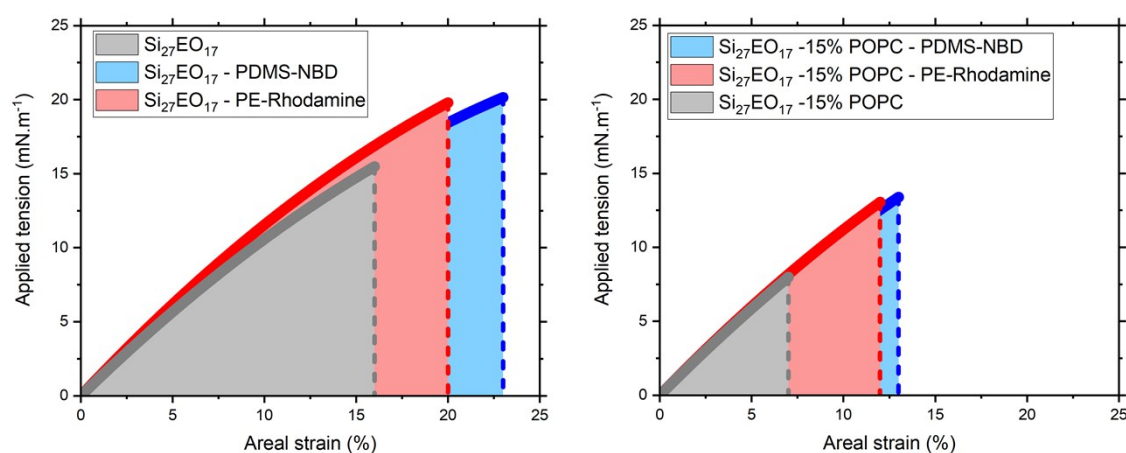 25
20
15
10
5
0
Applied tension (mN.m⁻¹)
Si₂₇EO₁₇
Si₂₇EO₁₇ - PDMS-NBD
Si₂₇EO₁₇ - PE-Rhodamine
0 5 10 15 20 25
Areal strain (%)
25
20
15
10
5
0
Applied tension (mN.m⁻¹)
Si₂₇EO₁₇ -15% POPC - PDMS-NBD
Si₂₇EO₁₇ -15% POPC - PE-Rhodamine
Si₂₇EO₁₇ -15% POPC
0 5 10 15 20 25
Areal strain (%)